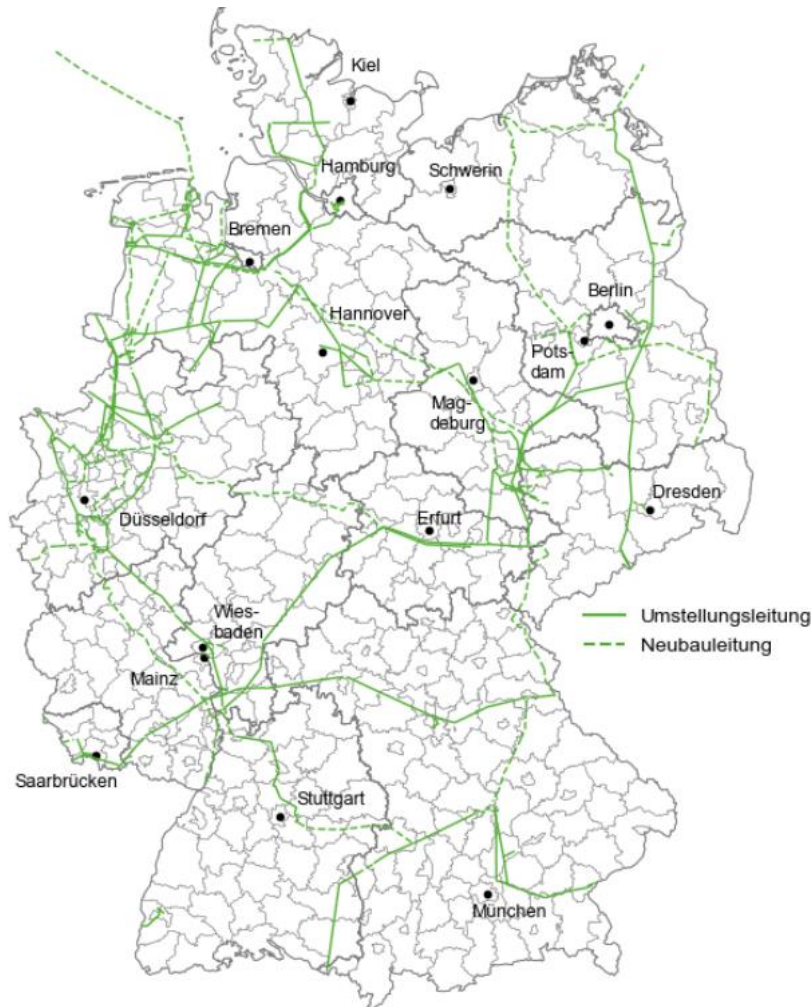 Kiel
Hamburg
Schwerin
Bremen
Hannover
Berlin
Pots-
dam
Mag-
deburg
Düsseldorf
Erfurt
Dresden
Wies-
baden
Umstellungsleitung
Neubauleitung
Mainz
Saarbrücken
Stuttgart
München